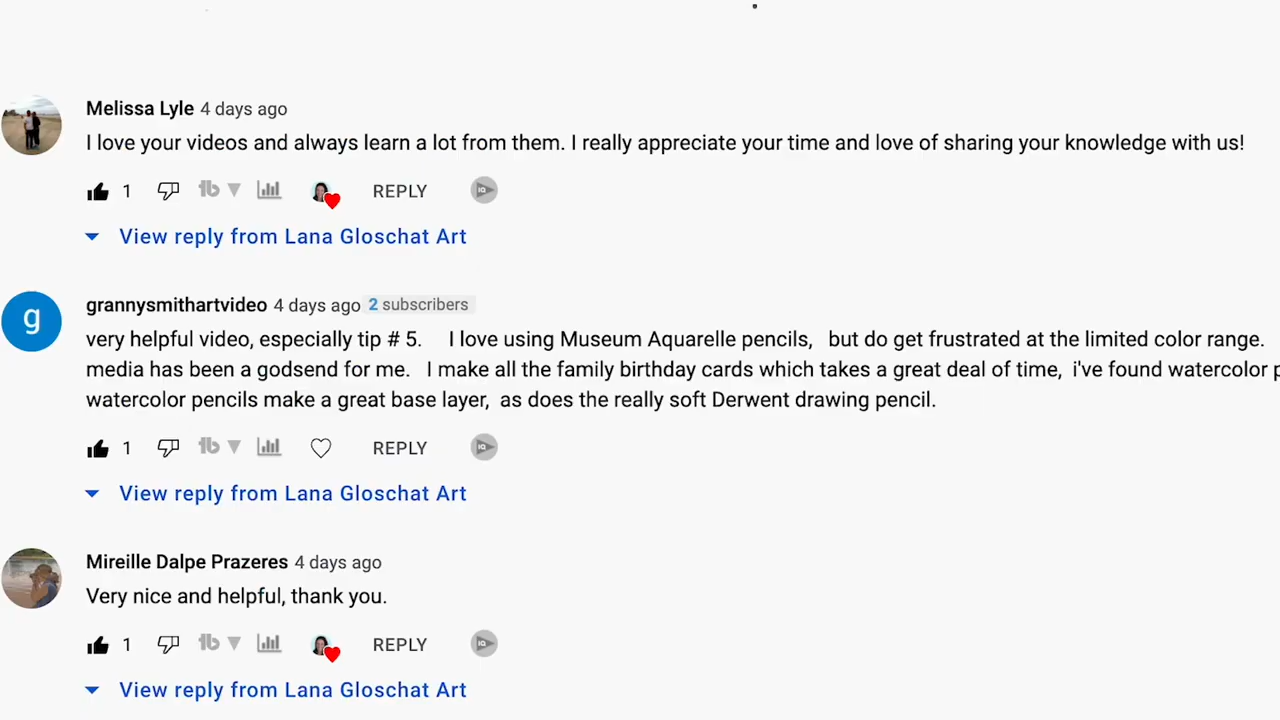 Melissa Lyle 4 days ago
I love your videos and always learn a lot from them. I really appreciate your time and love of sharing your knowledge with us!
1 REPLY
View reply from Lana Gloschat Art
g
grannysmithartvideo 4 days ago 2 subscribers
very helpful video, especially tip # 5. I love using Museum Aquarelle pencils, but do get frustrated at the limited color range.
media has been a godsend for me. I make all the family birthday cards which takes a great deal of time, i've found watercolor
watercolor pencils make a great base layer, as does the really soft Derwent drawing pencil.
1 REPLY
View reply from Lana Gloschat Art
Mireille Dalpe Prazeres 4 days ago
Very nice and helpful, thank you.
1 REPLY
View reply from Lana Gloschat Art